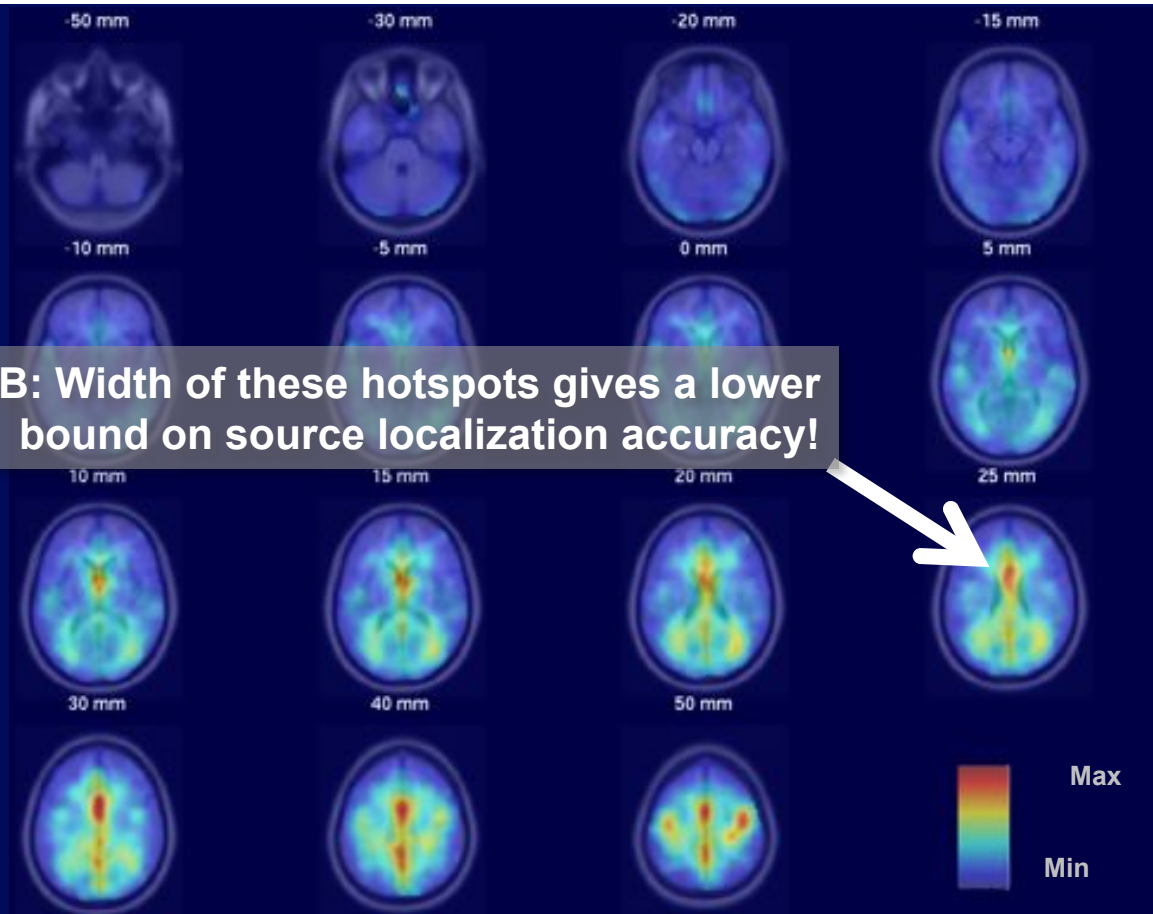 -50 mm -30 mm -20 mm -15 mm
-10 mm -5 mm 0 mm 5 mm
B: Width of these hotspots gives a lower
bound on source localization accuracy!
10 mm 15 mm 20 mm 25 mm
30 mm 40 mm 50 mm
Max
Min